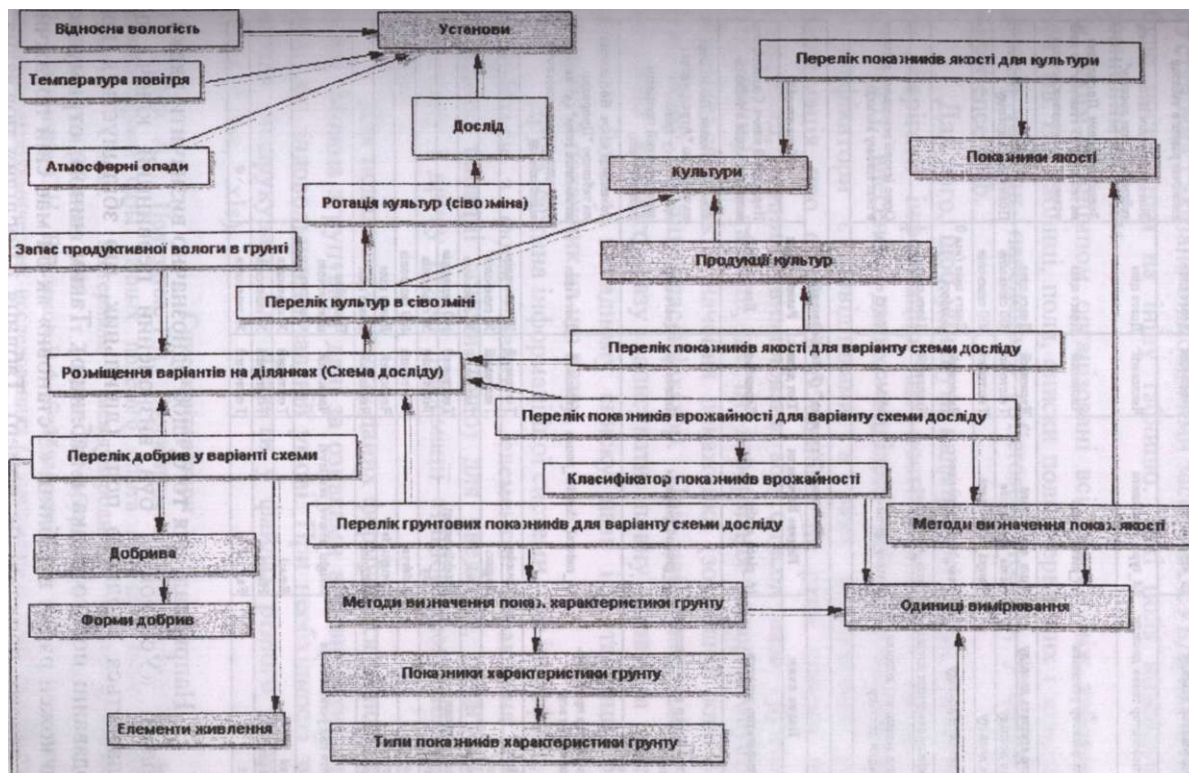 Відносна вологість
Установи
Перелік показників якості для культури
Температура повітря
Дослід
Атмосферні опади
Культури
Показники якості
Ротація культур (сівозміна)
Запас продуктивної вологи в грунті
Продукції культур
Перелік культур в сівозміні
Перелік показників якості для варіанту схеми досліду
Розміщення варіантів на ділянках (Схема досліду)
Перелік показників врожайності для варіанту схеми досліду
Перелік добрив у варіанті схеми
Класифікатор показників врожайності
Перелік грунтових показників для варіанту схеми досліду
Методи визначення показ. якості
Добрива
Методи визначення показ. характеристики грунту
Одиниці вимірювання
Форми добрив
Показники характеристики грунту
Елементи живлення
Типи показників характеристики грунту